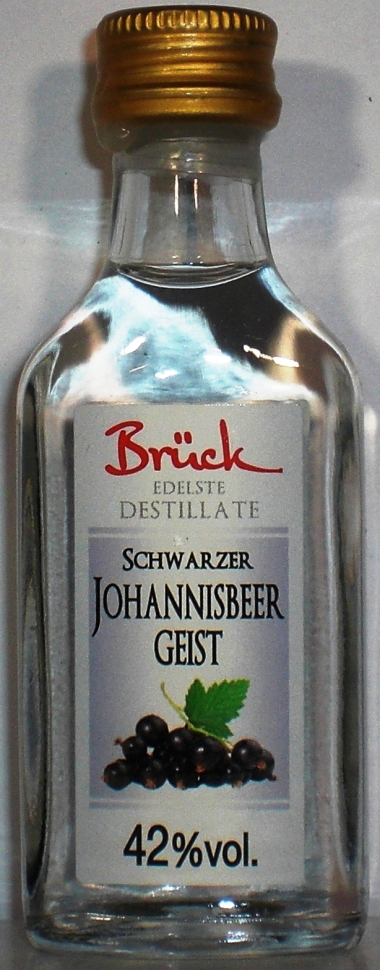 Brück
EDELSTE
DESTILLATE
SCHWARZER
JOHANNISBEER
GEIST
42%vol.